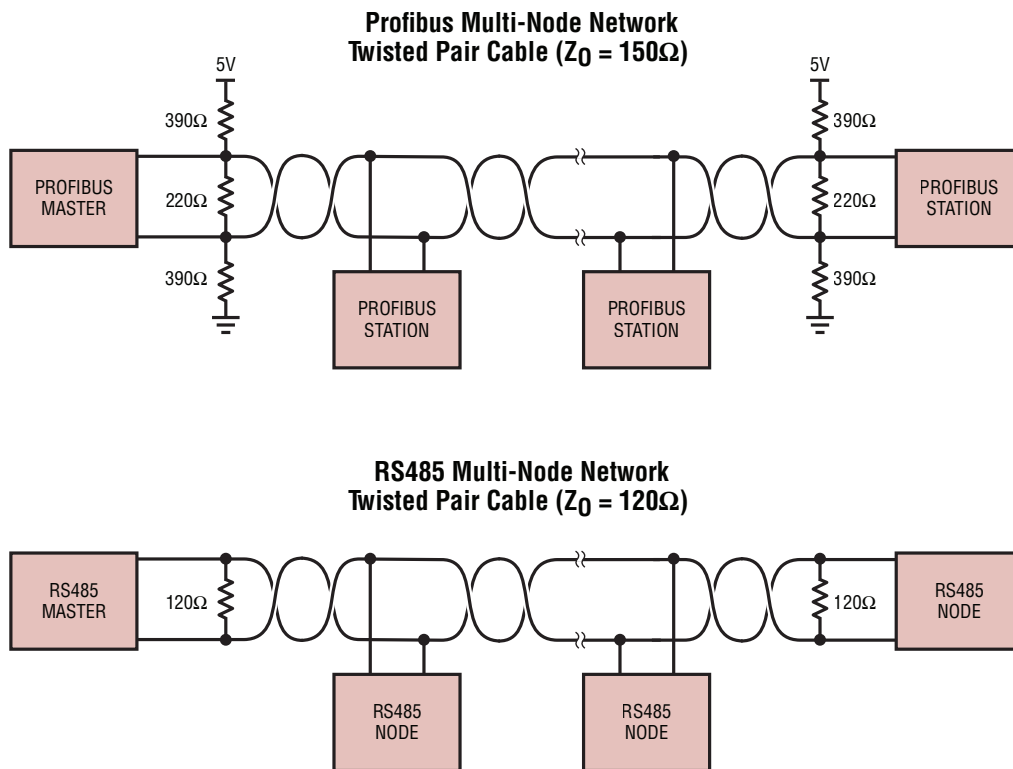 Profibus Multi-Node Network
Twisted Pair Cable (Z0 = 150Ω)
5V
5V
390Ω
390Ω
PROFIBUS
MASTER
220Ω
220Ω
PROFIBUS
STATION
390Ω
390Ω
PROFIBUS
STATION
PROFIBUS
STATION
RS485 Multi-Node Network
Twisted Pair Cable (Z0 = 120Ω)
RS485
MASTER
120Ω
120Ω
RS485
NODE
RS485
NODE
RS485
NODE